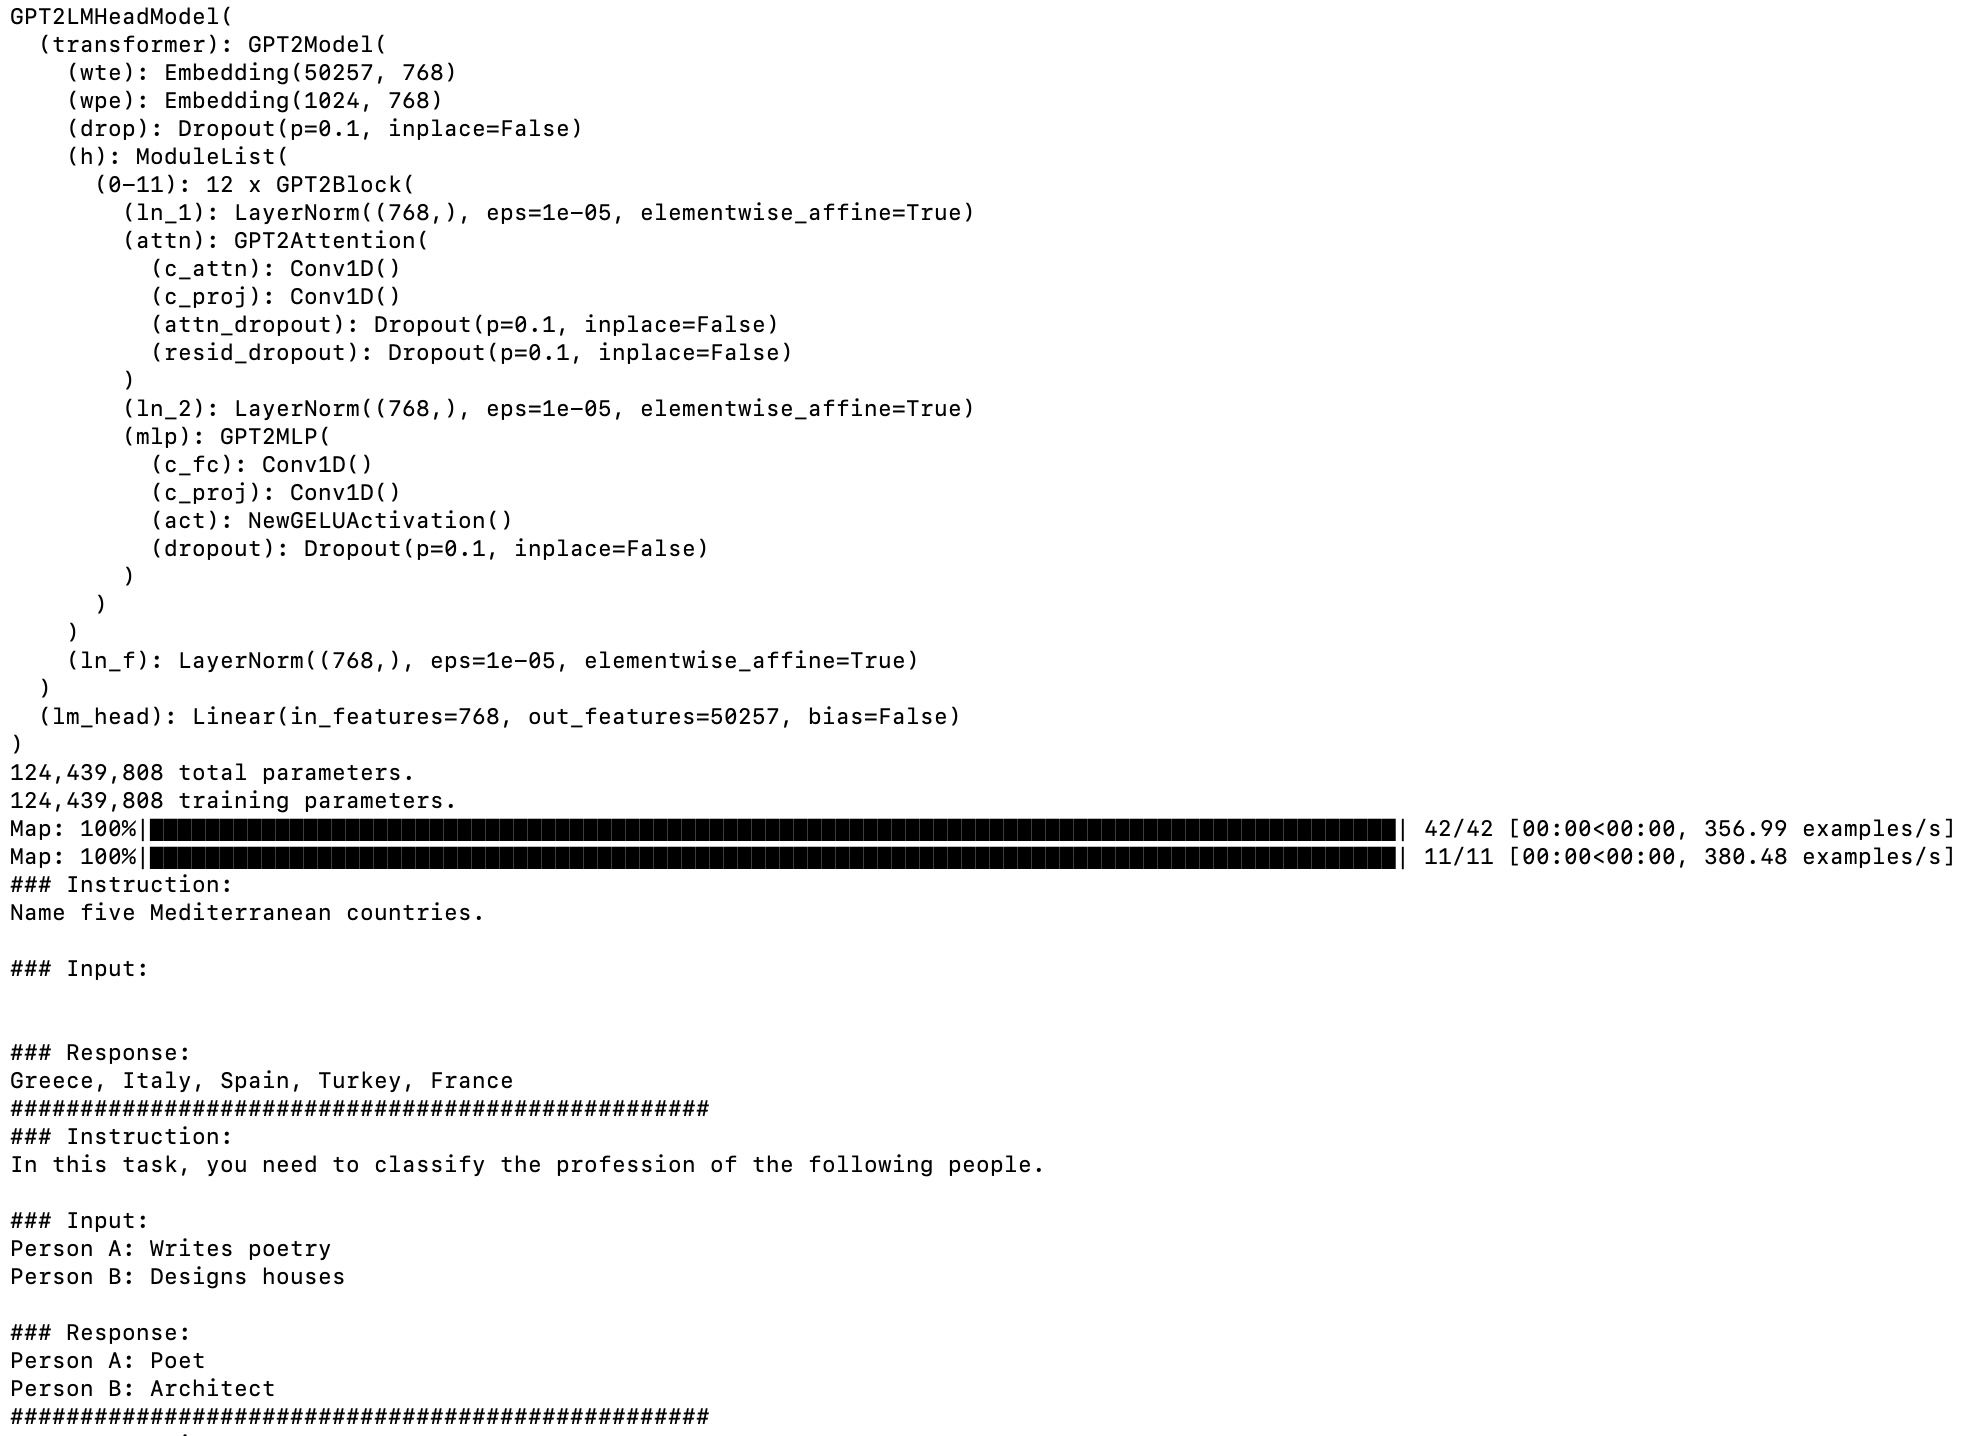 GPT2LMHeadModel(
  (transformer): GPT2Model(
    (wte): Embedding(50257, 768)
    (wpe): Embedding(1024, 768)
    (drop): Dropout(p=0.1, inplace=False)
    (h): ModuleList(
      (0-11): 12 x GPT2Block(
        (ln_1): LayerNorm((768,), eps=1e-05, elementwise_affine=True)
        (attn): GPT2Attention(
          (c_attn): Conv1D()
          (c_proj): Conv1D()
          (attn_dropout): Dropout(p=0.1, inplace=False)
          (resid_dropout): Dropout(p=0.1, inplace=False)
        )
        (ln_2): LayerNorm((768,), eps=1e-05, elementwise_affine=True)
        (mlp): GPT2MLP(
          (c_fc): Conv1D()
          (c_proj): Conv1D()
          (act): NewGELUActivation()
          (dropout): Dropout(p=0.1, inplace=False)
        )
      )
    )
    (ln_f): LayerNorm((768,), eps=1e-05, elementwise_affine=True)
  )
  (lm_head): Linear(in_features=768, out_features=50257, bias=False)
)
124,439,808 total parameters.
124,439,808 training parameters.
Map: 100%|█████████████████████████████████████████████████████████████████████████████████████████| 42/42 [00:00<00:00, 356.99 examples/s]
Map: 100%|█████████████████████████████████████████████████████████████████████████████████████████| 11/11 [00:00<00:00, 380.48 examples/s]
### Instruction:
Name five Mediterranean countries.

### Input:


### Response:
Greece, Italy, Spain, Turkey, France
##################################################
### Instruction:
In this task, you need to classify the profession of the following people.

### Input:
Person A: Writes poetry
Person B: Designs houses

### Response:
Person A: Poet
Person B: Architect
##################################################